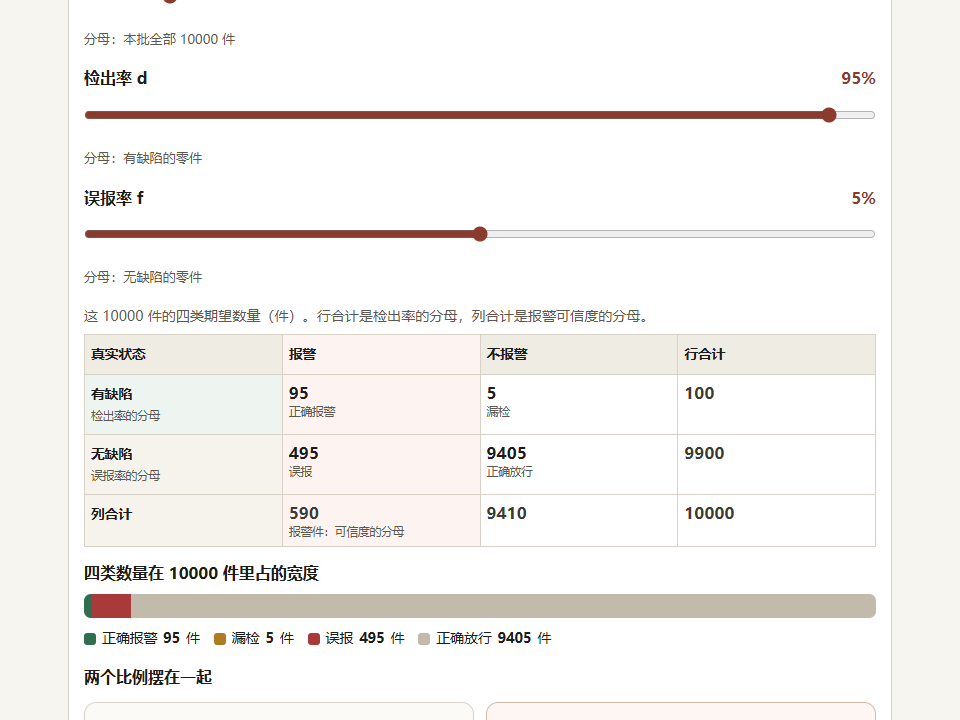 分母：本批全部 10000 件
检出率 d 95%
分母：有缺陷的零件
误报率 f 5%
分母：无缺陷的零件
这 10000 件的四类期望数量（件）。行合计是检出率的分母，列合计是报警可信度的分母。
真实状态 报警 不报警 行合计
有缺陷 95 5 100
检出率的分母 正确报警 漏检
无缺陷 495 9405 9900
误报率的分母 误报 正确放行
列合计 590 9410 10000
报警件：可信度的分母
四类数量在 10000 件里占的宽度
正确报警 95 件 漏检 5 件 误报 495 件 正确放行 9405 件
两个比例摆在一起